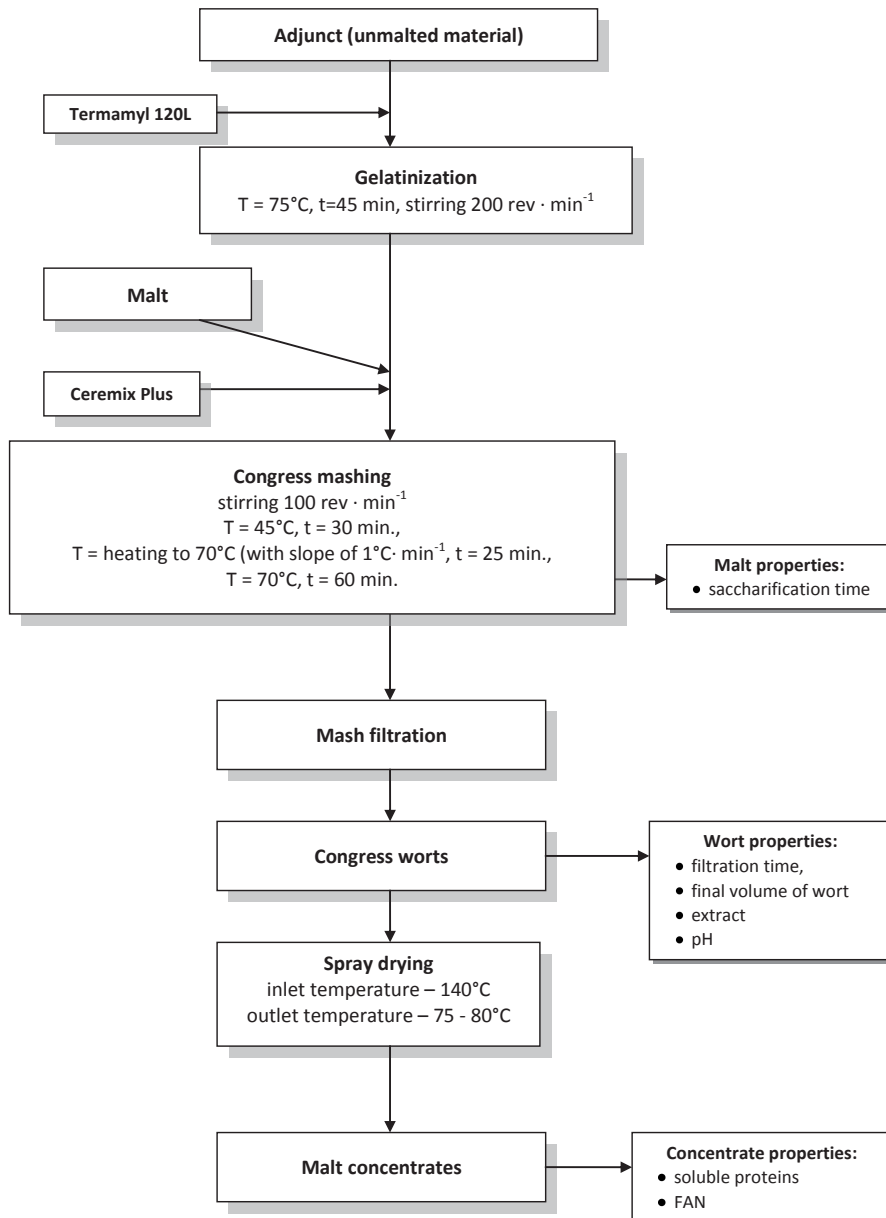 Adjunct (unmalted material)
Termamyl 120L
Gelatinization
T = 75°C, t=45 min, stirring 200 rev · min⁻¹
Malt
Ceremix Plus
Congress mashing
stirring 100 rev · min⁻¹
T = 45°C, t = 30 min.,
T = heating to 70°C (with slope of 1°C· min⁻¹, t = 25 min.,
T = 70°C, t = 60 min.
Malt properties:
• saccharification time
Mash filtration
Congress worts
Wort properties:
• filtration time,
• final volume of wort
• extract
• pH
Spray drying
inlet temperature – 140°C
outlet temperature – 75 - 80°C
Malt concentrates
Concentrate properties:
• soluble proteins
• FAN